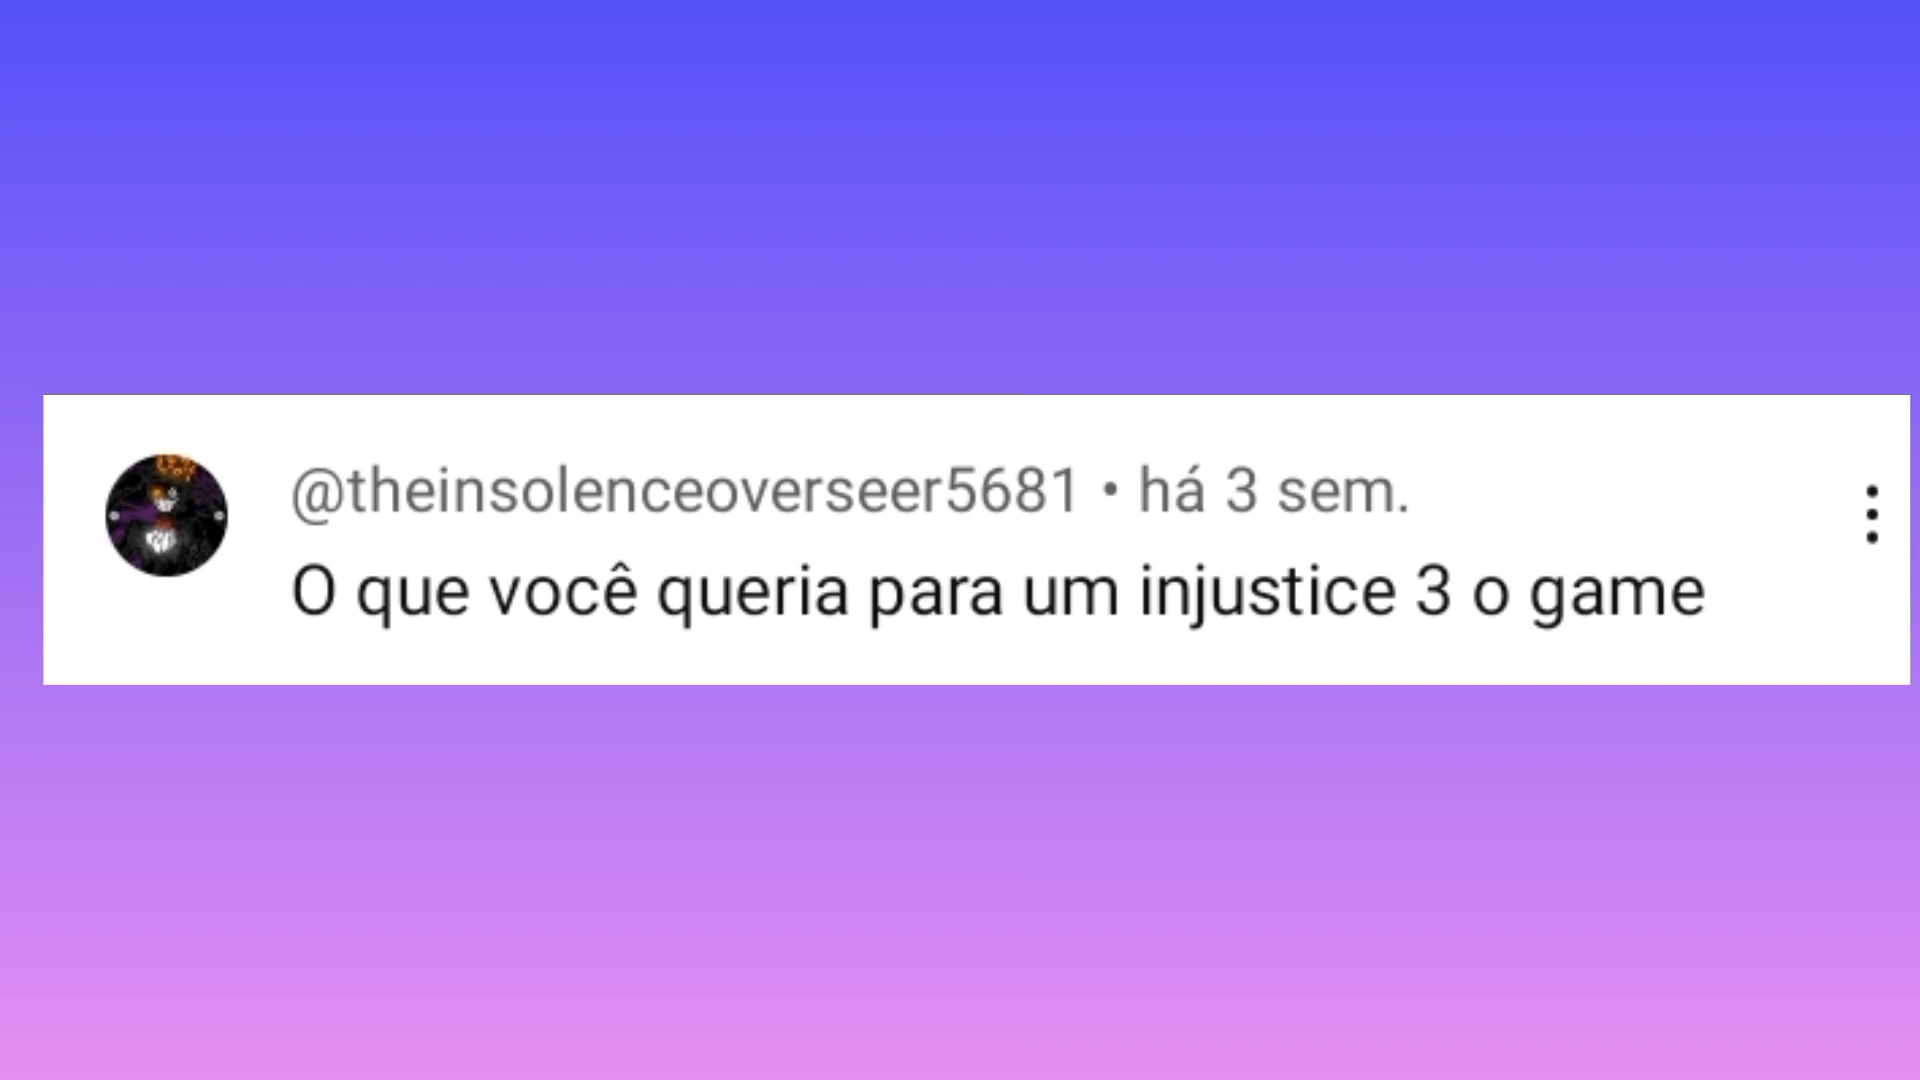 @theinsolenceoverseer5681 • há 3 sem.
O que você queria para um injustice 3 o game